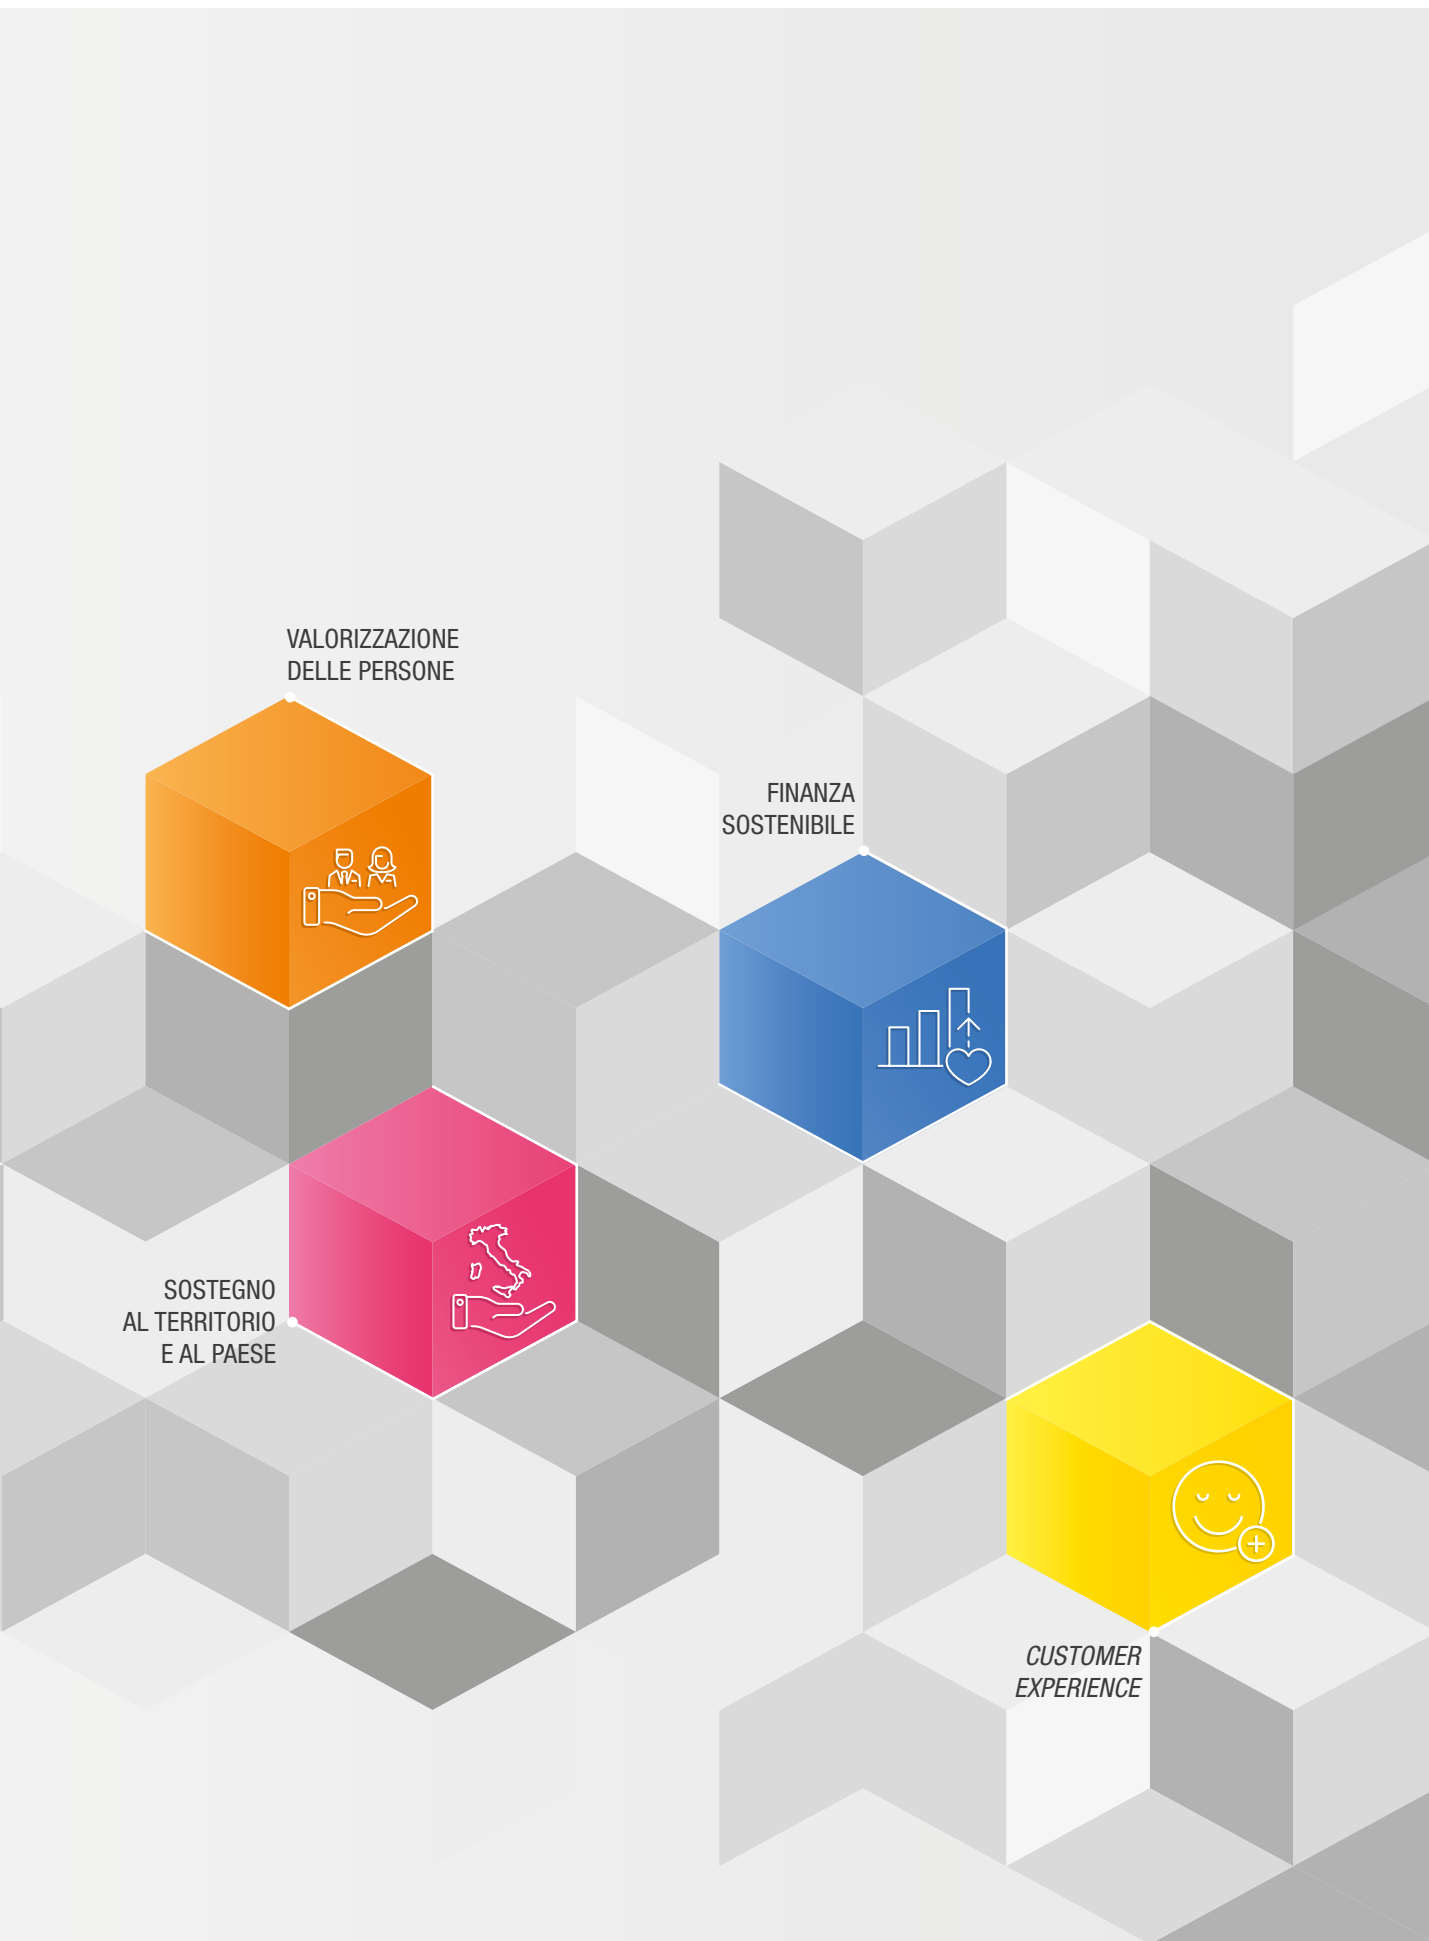 VALORIZZAZIONE
DELLE PERSONE
FINANZA
SOSTENIBILE
SOSTEGNO
AL TERRITORIO
E AL PAESE
CUSTOMER
EXPERIENCE